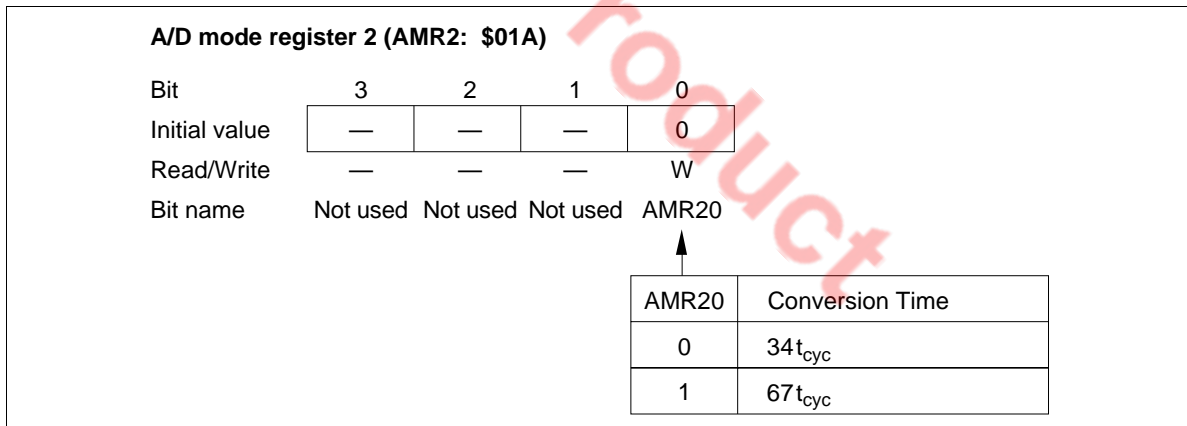 A/D mode register 2 (AMR2: $01A)
Bit 3 2 1 0
Initial value — — — 0
Read/Write — — — W
Bit name Not used Not used Not used AMR20
AMR20 Conversion Time
0 34tcyc
1 67tcyc
roduct